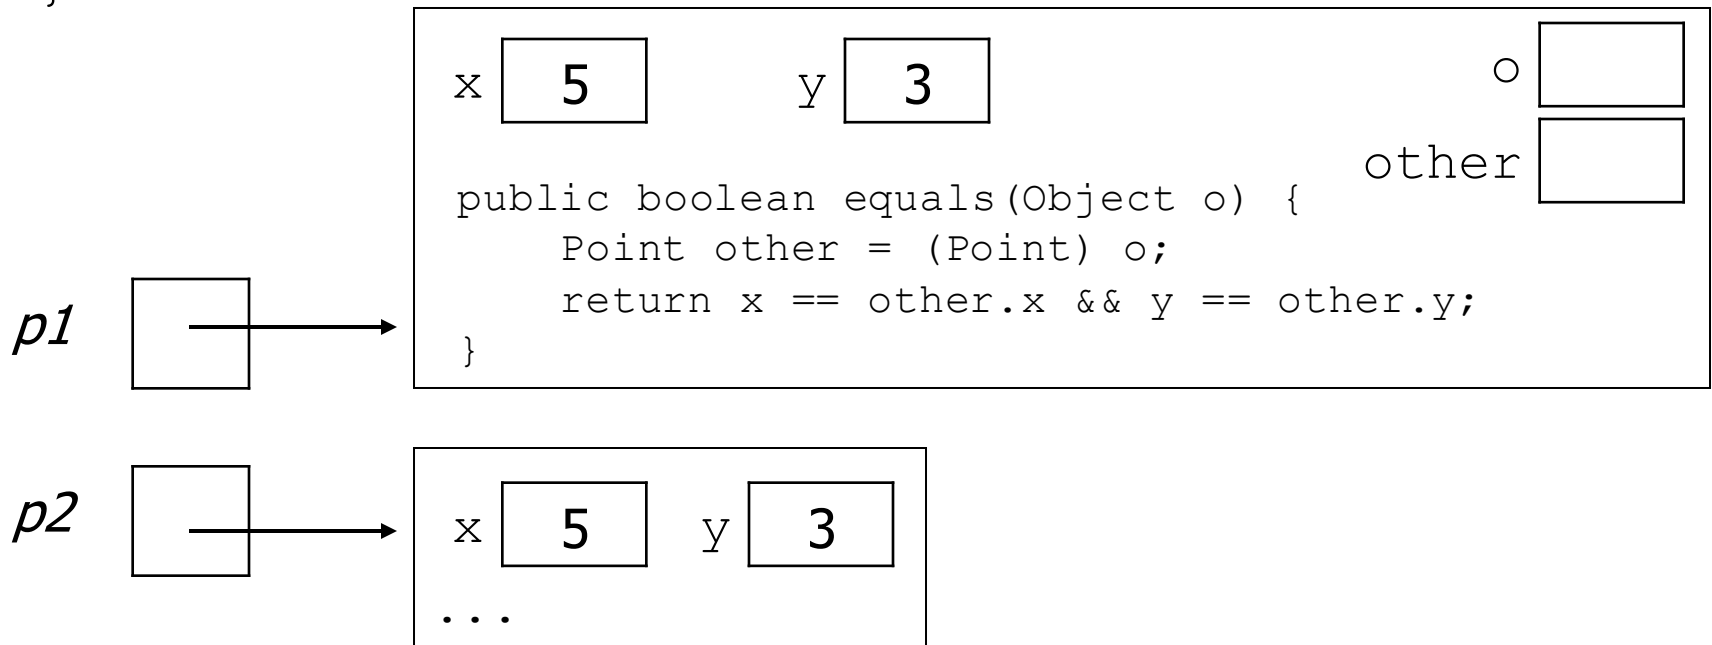 }
x 5 y 3 o
other
public boolean equals(Object o) {
    Point other = (Point) o;
    return x == other.x && y == other.y;
}
p1
p2
x 5 y 3
...